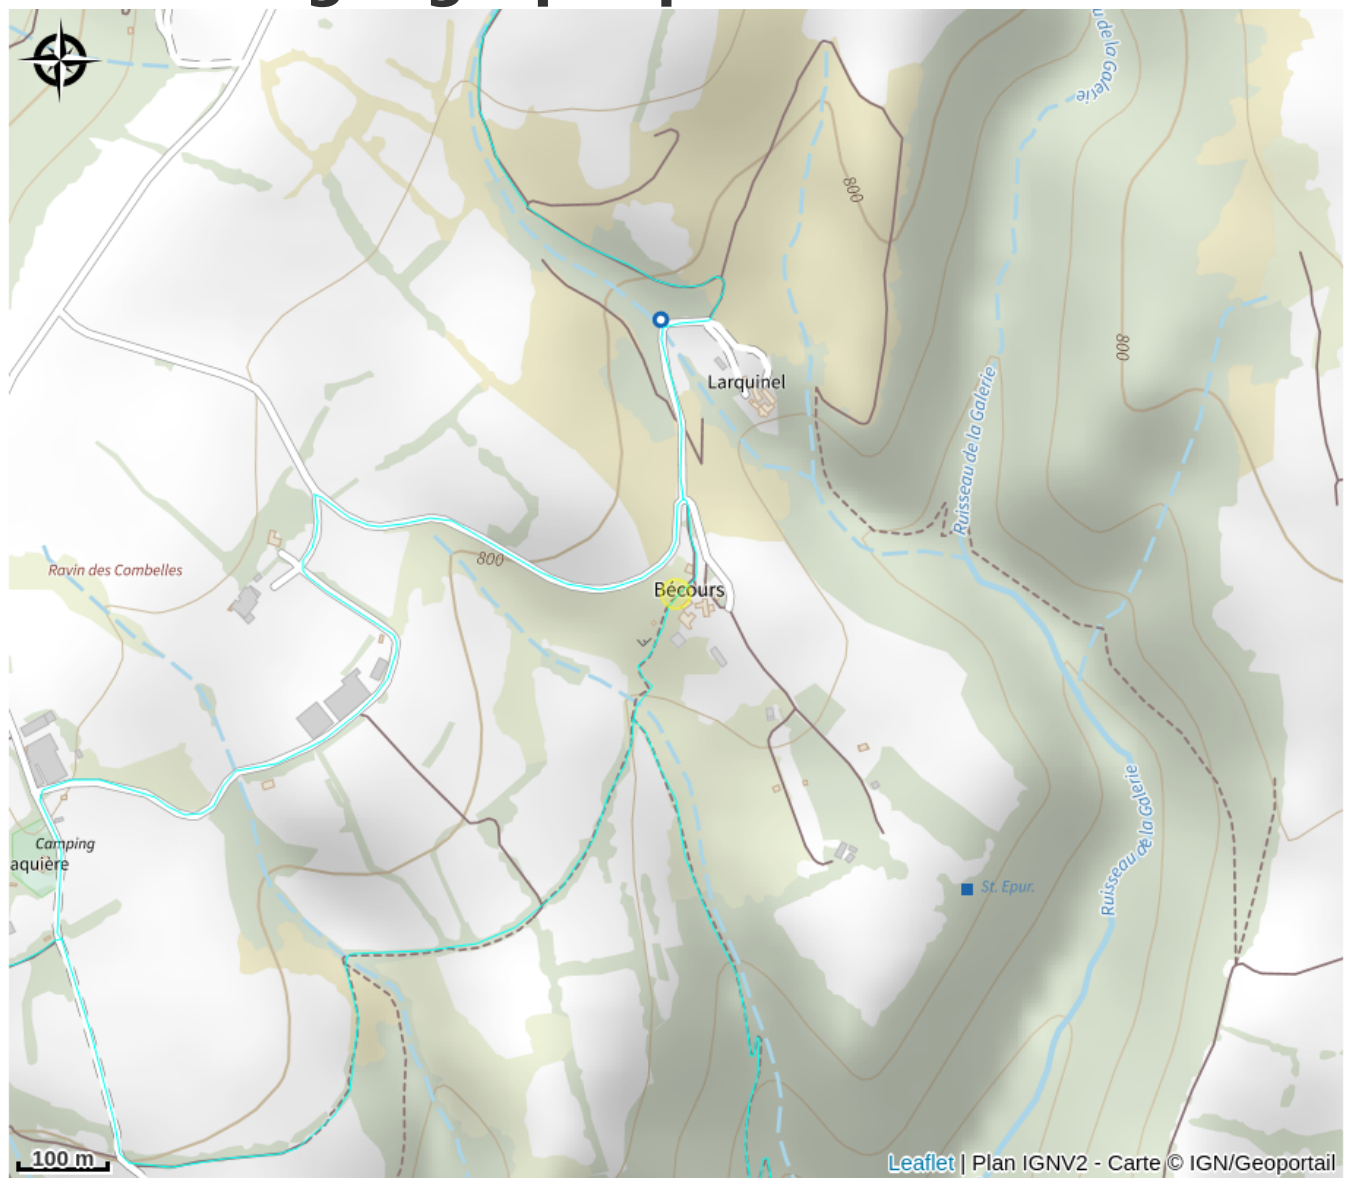 u de la Galerie
800
800
Larquinel
Ruisseau de la Galerie
800
Ravin des Combelles
Bécours
Ruisseau de la Galerie
Camping
aquière
St. Epur.
100 m
Leaflet | Plan IGNV2 - Carte © IGN/Geoportail